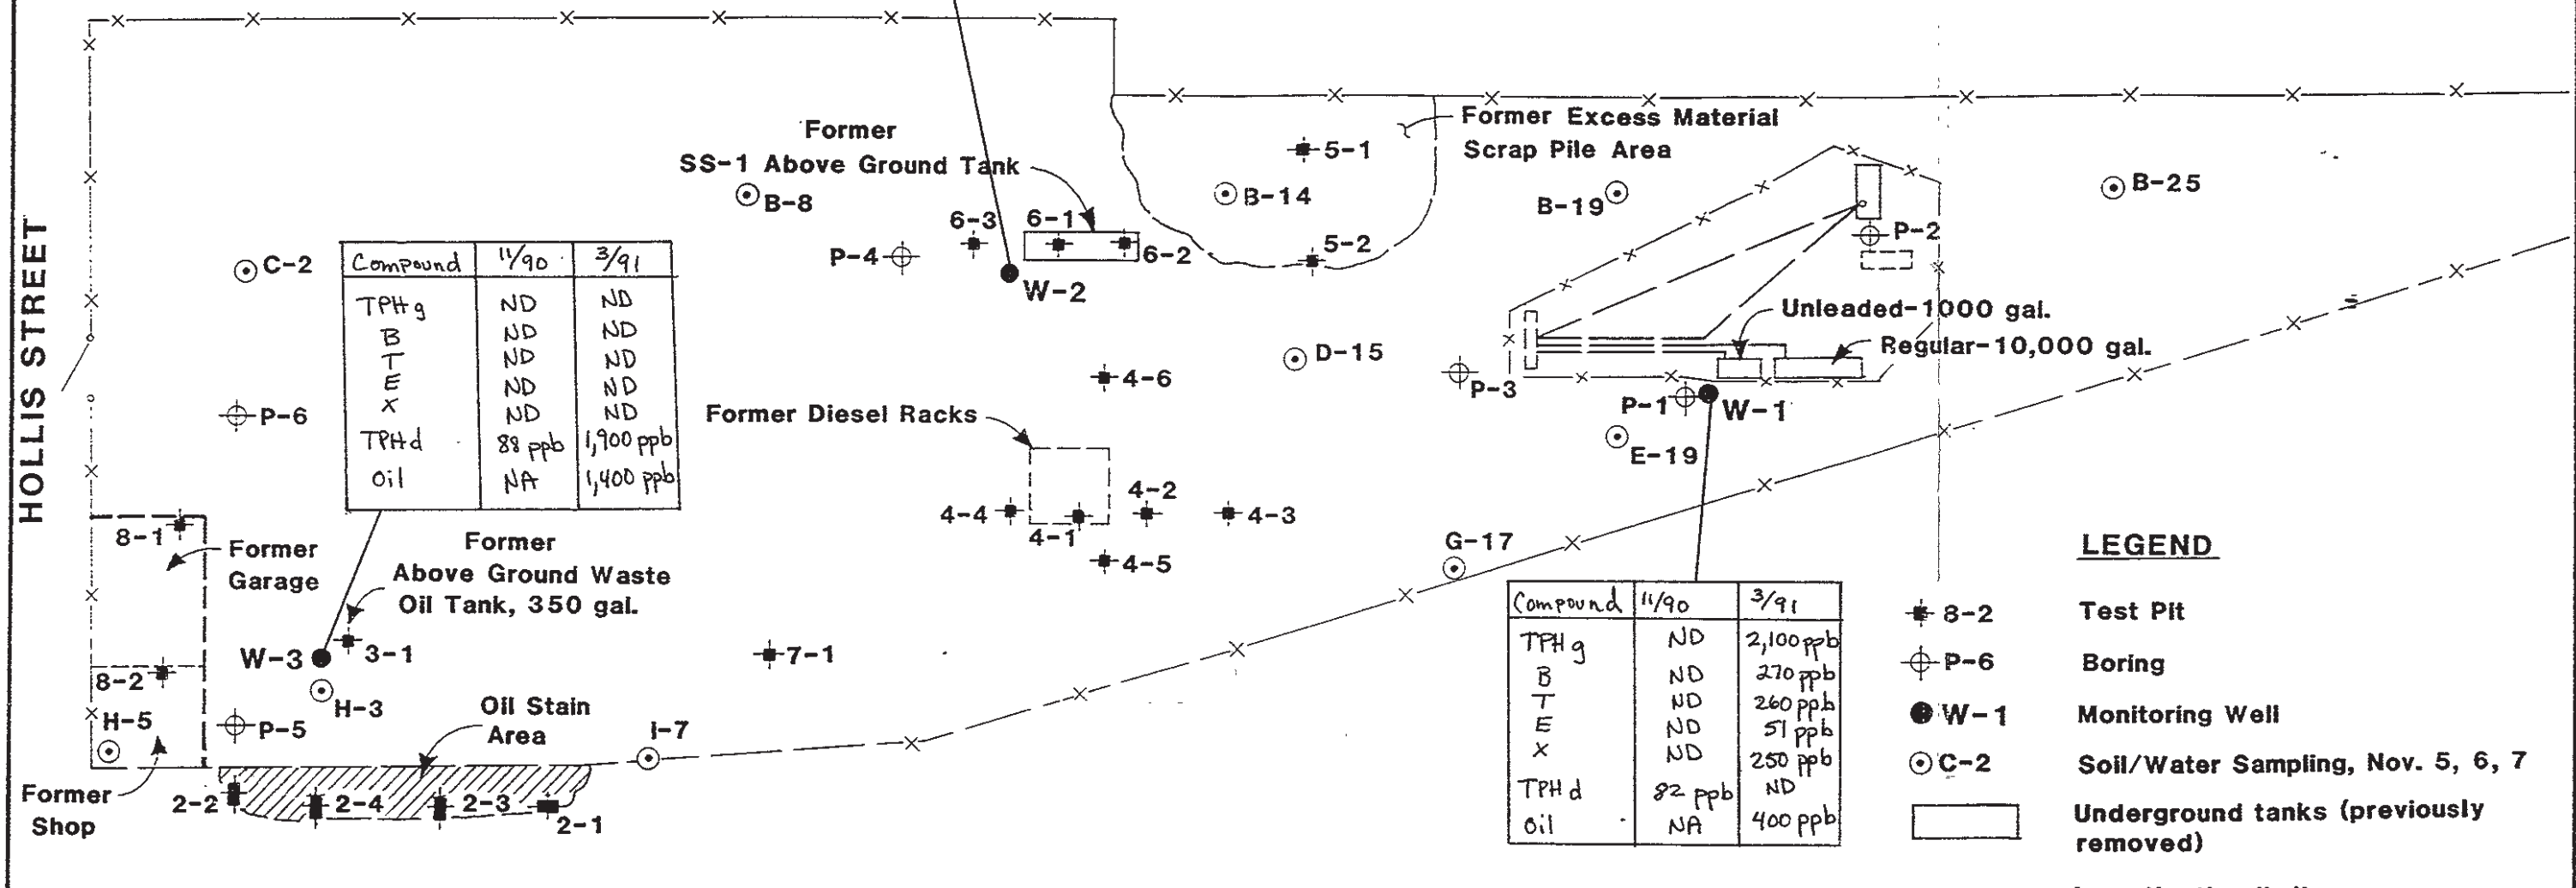 Former
SS-1 Above Ground Tank
Former Excess Material
Scrap Pile Area
5-1
B-8
B-14
B-19
B-25
6-3
6-1
6-2
5-2
P-4
P-2
C-2
W-2
HOLLIS STREET
Compound 11/90 3/91
TPHg ND ND
B ND ND
T ND ND
E ND ND
X ND ND
TPHd 88 ppb 1,900 ppb
Oil NA 1,400 ppb
Unleaded-1000 gal.
Regular-10,000 gal.
D-15
4-6
P-3
P-6
Former Diesel Racks
P-1
W-1
E-19
4-2
4-4
4-3
4-1
4-5
G-17
8-1
Former
Garage
Former
Above Ground Waste
Oil Tank, 350 gal.
W-3
3-1
7-1
8-2
H-3
H-5
P-5
Oil Stain
Area
I-7
Former
Shop
2-2
2-4
2-3
2-1
Compound 11/90 3/91
TPHg ND 2,100 ppb
B ND 270 ppb
T ND 260 ppb
E ND 51 ppb
X ND 250 ppb
TPHd 82 ppb ND
Oil NA 400 ppb
LEGEND
8-2 Test Pit
P-6 Boring
W-1 Monitoring Well
C-2 Soil/Water Sampling, Nov. 5, 6, 7
Underground tanks (previously
removed)